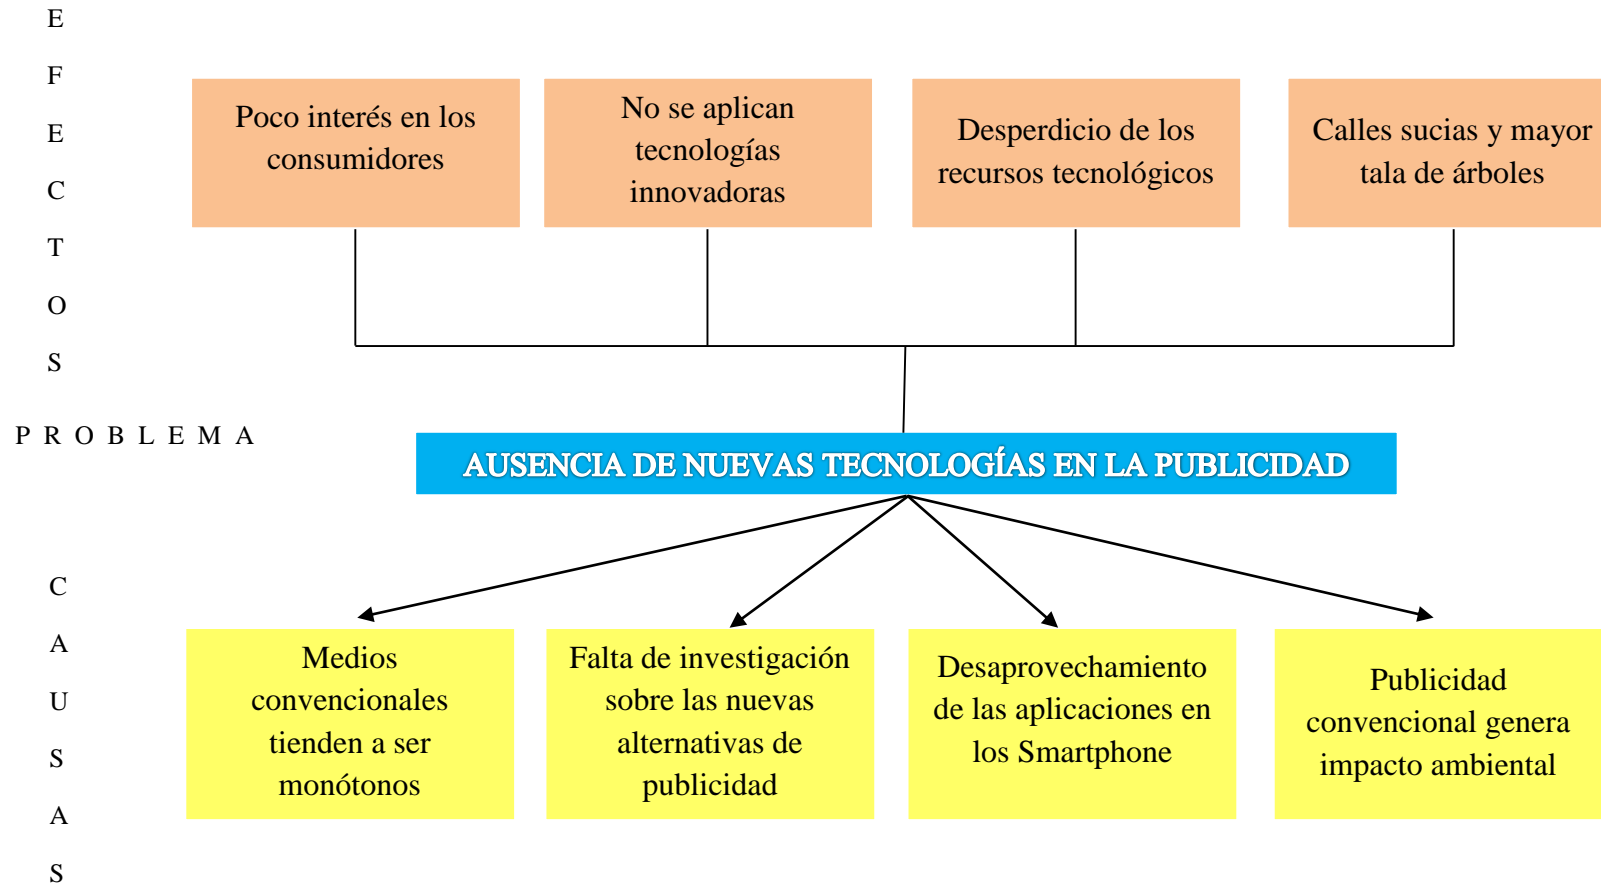 E
F
E
C
T
O
S
Poco interés en los
consumidores
No se aplican
tecnologías
innovadoras
Desperdicio de los
recursos tecnológicos
Calles sucias y mayor
tala de árboles
P R O B L E M A
AUSENCIA DE NUEVAS TECNOLOGÍAS EN LA PUBLICIDAD
C
A
U
S
A
S
Medios
convencionales
tienden a ser
monótonos
Falta de investigación
sobre las nuevas
alternativas de
publicidad
Desaprovechamiento
de las aplicaciones en
los Smartphone
Publicidad
convencional genera
impacto ambiental